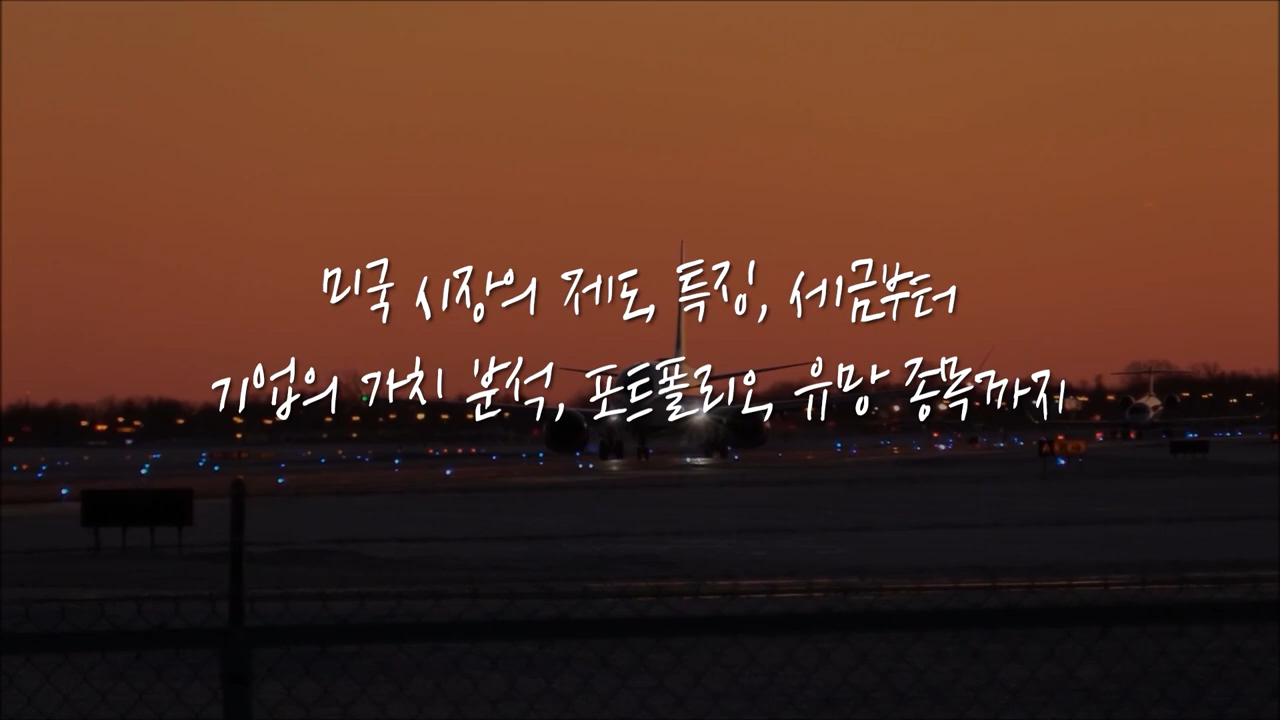 미국 시장의 제도, 특징, 세금부터
기업의 가치 분석, 포트폴리오, 유망 종목까지